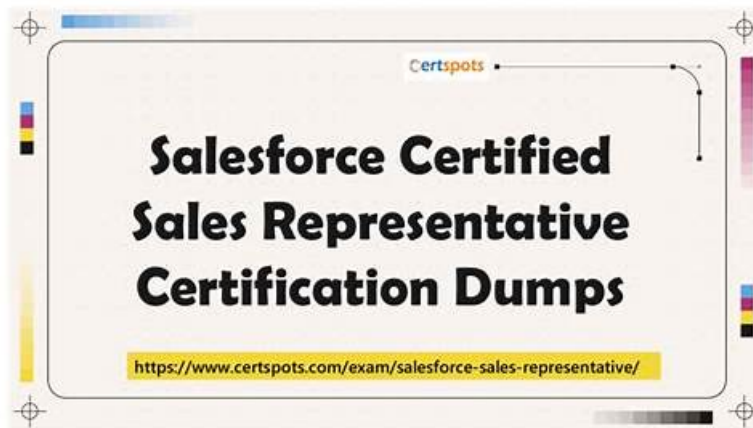 Certspots
Salesforce Certified
Sales Representative
Certification Dumps
https://www.certspots.com/exam/salesforce-sales-representative/